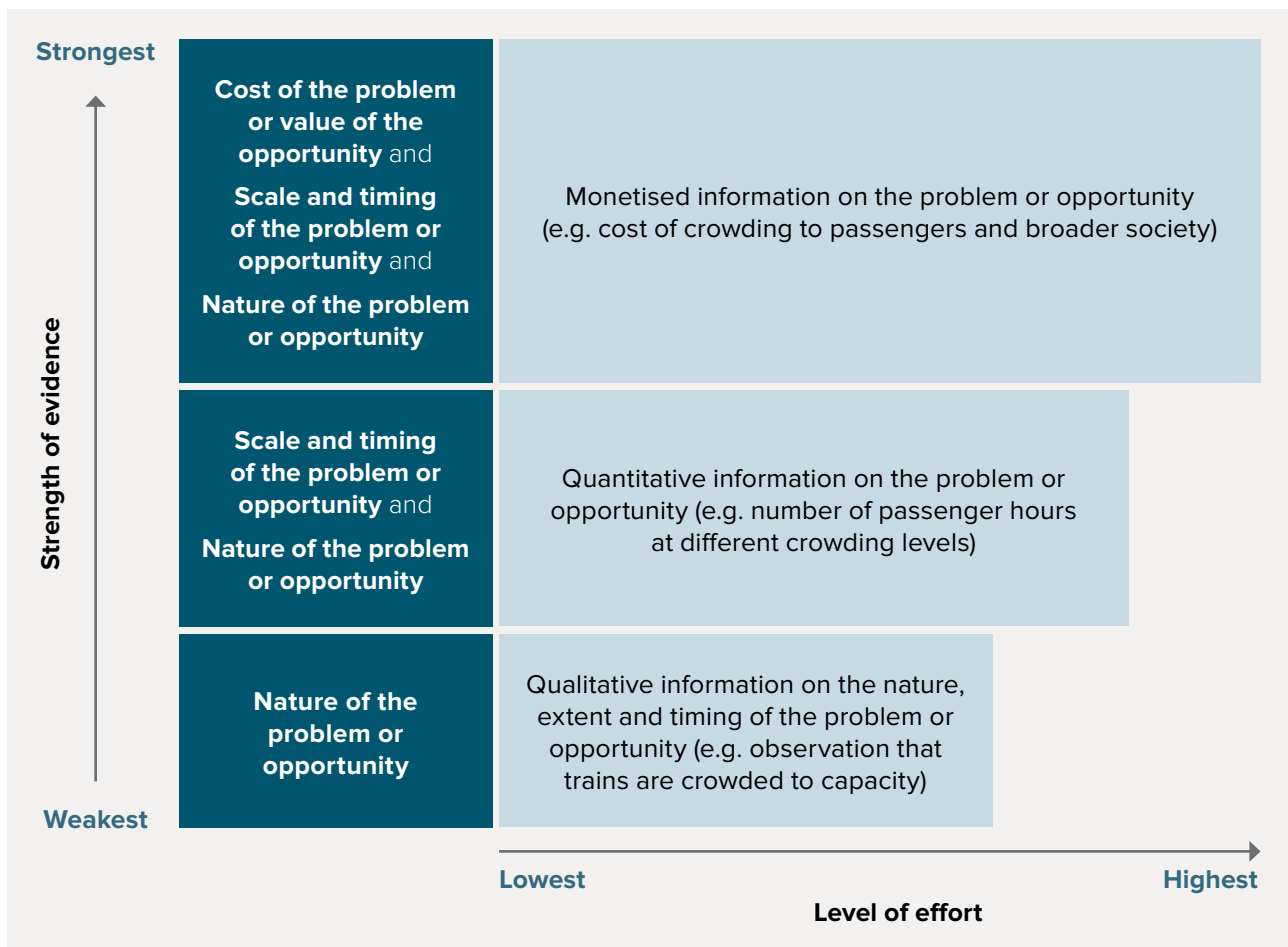 Strongest
Cost of the problem
or value of the
opportunity and
Scale and timing
of the problem or
opportunity and
Nature of the problem
or opportunity
Monetised information on the problem or opportunity
(e.g. cost of crowding to passengers and broader society)
Strength of evidence
Scale and timing
of the problem or
opportunity and
Nature of the problem
or opportunity
Quantitative information on the problem or
opportunity (e.g. number of passenger hours
at different crowding levels)
Nature of the
problem or
opportunity
Qualitative information on the nature,
extent and timing of the problem or
opportunity (e.g. observation that
trains are crowded to capacity)
Weakest
Lowest
Highest
Level of effort